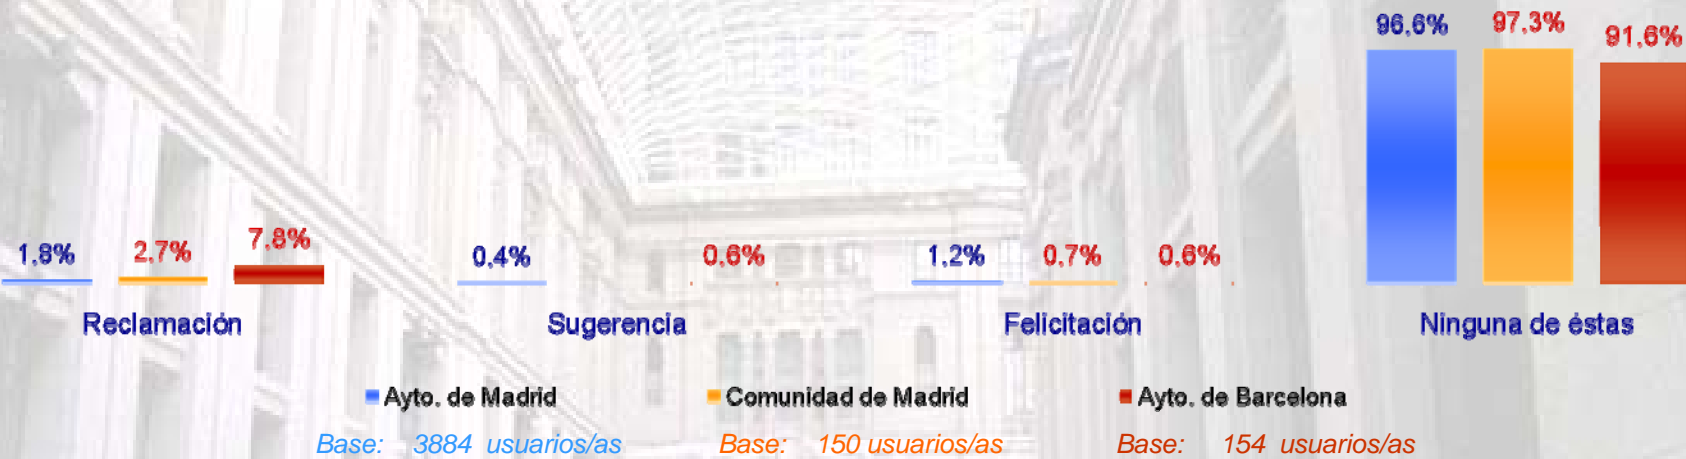 96,6% 97,3% 91,6%
1,8% 2,7% 7,8% 0,4% 0,6% 1,2% 0,7% 0,6%
Reclamación Sugerencia Felicitación Ninguna de éstas
Ayto. de Madrid Comunidad de Madrid Ayto. de Barcelona
Base: 3884 usuarios/as Base: 150 usuarios/as Base: 154 usuarios/as